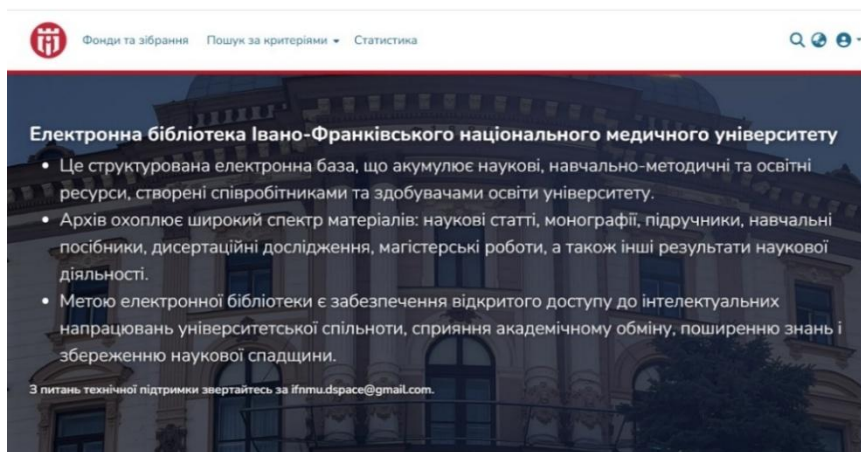 Фонди та зібрання Пошук за критеріями Статистика
Електронна бібліотека Івано-Франківського національного медичного університету
Це структурована електронна база, що акумулює наукові, навчально-методичні та освітні
ресурси, створені співробітниками та здобувачами освіти університету.
Архів охоплює широкий спектр матеріалів: наукові статті, монографії, підручники, навчальні
посібники, дисертаційні дослідження, магістерські роботи, а також інші результати наукової
діяльності.
Метою електронної бібліотеки є забезпечення відкритого доступу до інтелектуальних
напрацювань університетської спільноти, сприяння академічному обміну, поширенню знань і
збереженню наукової спадщини.
З питань технічної підтримки звертайтесь за ifnmu.dspace@gmail.com.